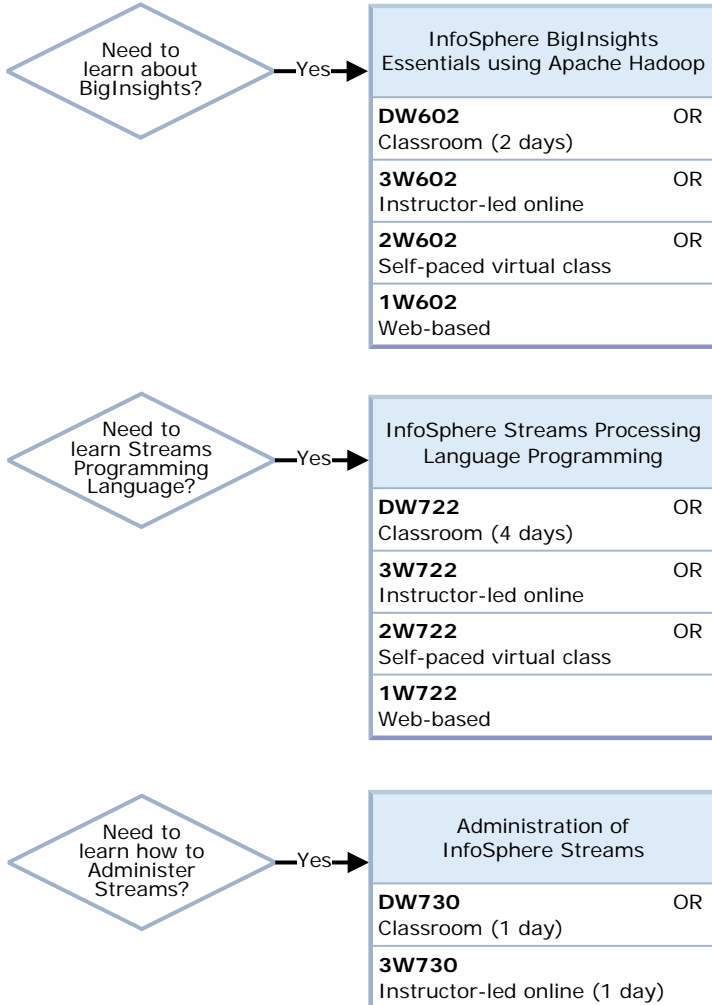 Need to
learn about
BigInsights?
Yes
InfoSphere BigInsights
Essentials using Apache Hadoop
DW602 OR
Classroom (2 days)
3W602 OR
Instructor-led online
2W602 OR
Self-paced virtual class
1W602
Web-based
Need to
learn Streams
Programming
Language?
Yes
InfoSphere Streams Processing
Language Programming
DW722 OR
Classroom (4 days)
3W722 OR
Instructor-led online
2W722 OR
Self-paced virtual class
1W722
Web-based
Need to
learn how to
Administer
Streams?
Yes
Administration of
InfoSphere Streams
DW730 OR
Classroom (1 day)
3W730
Instructor-led online (1 day)